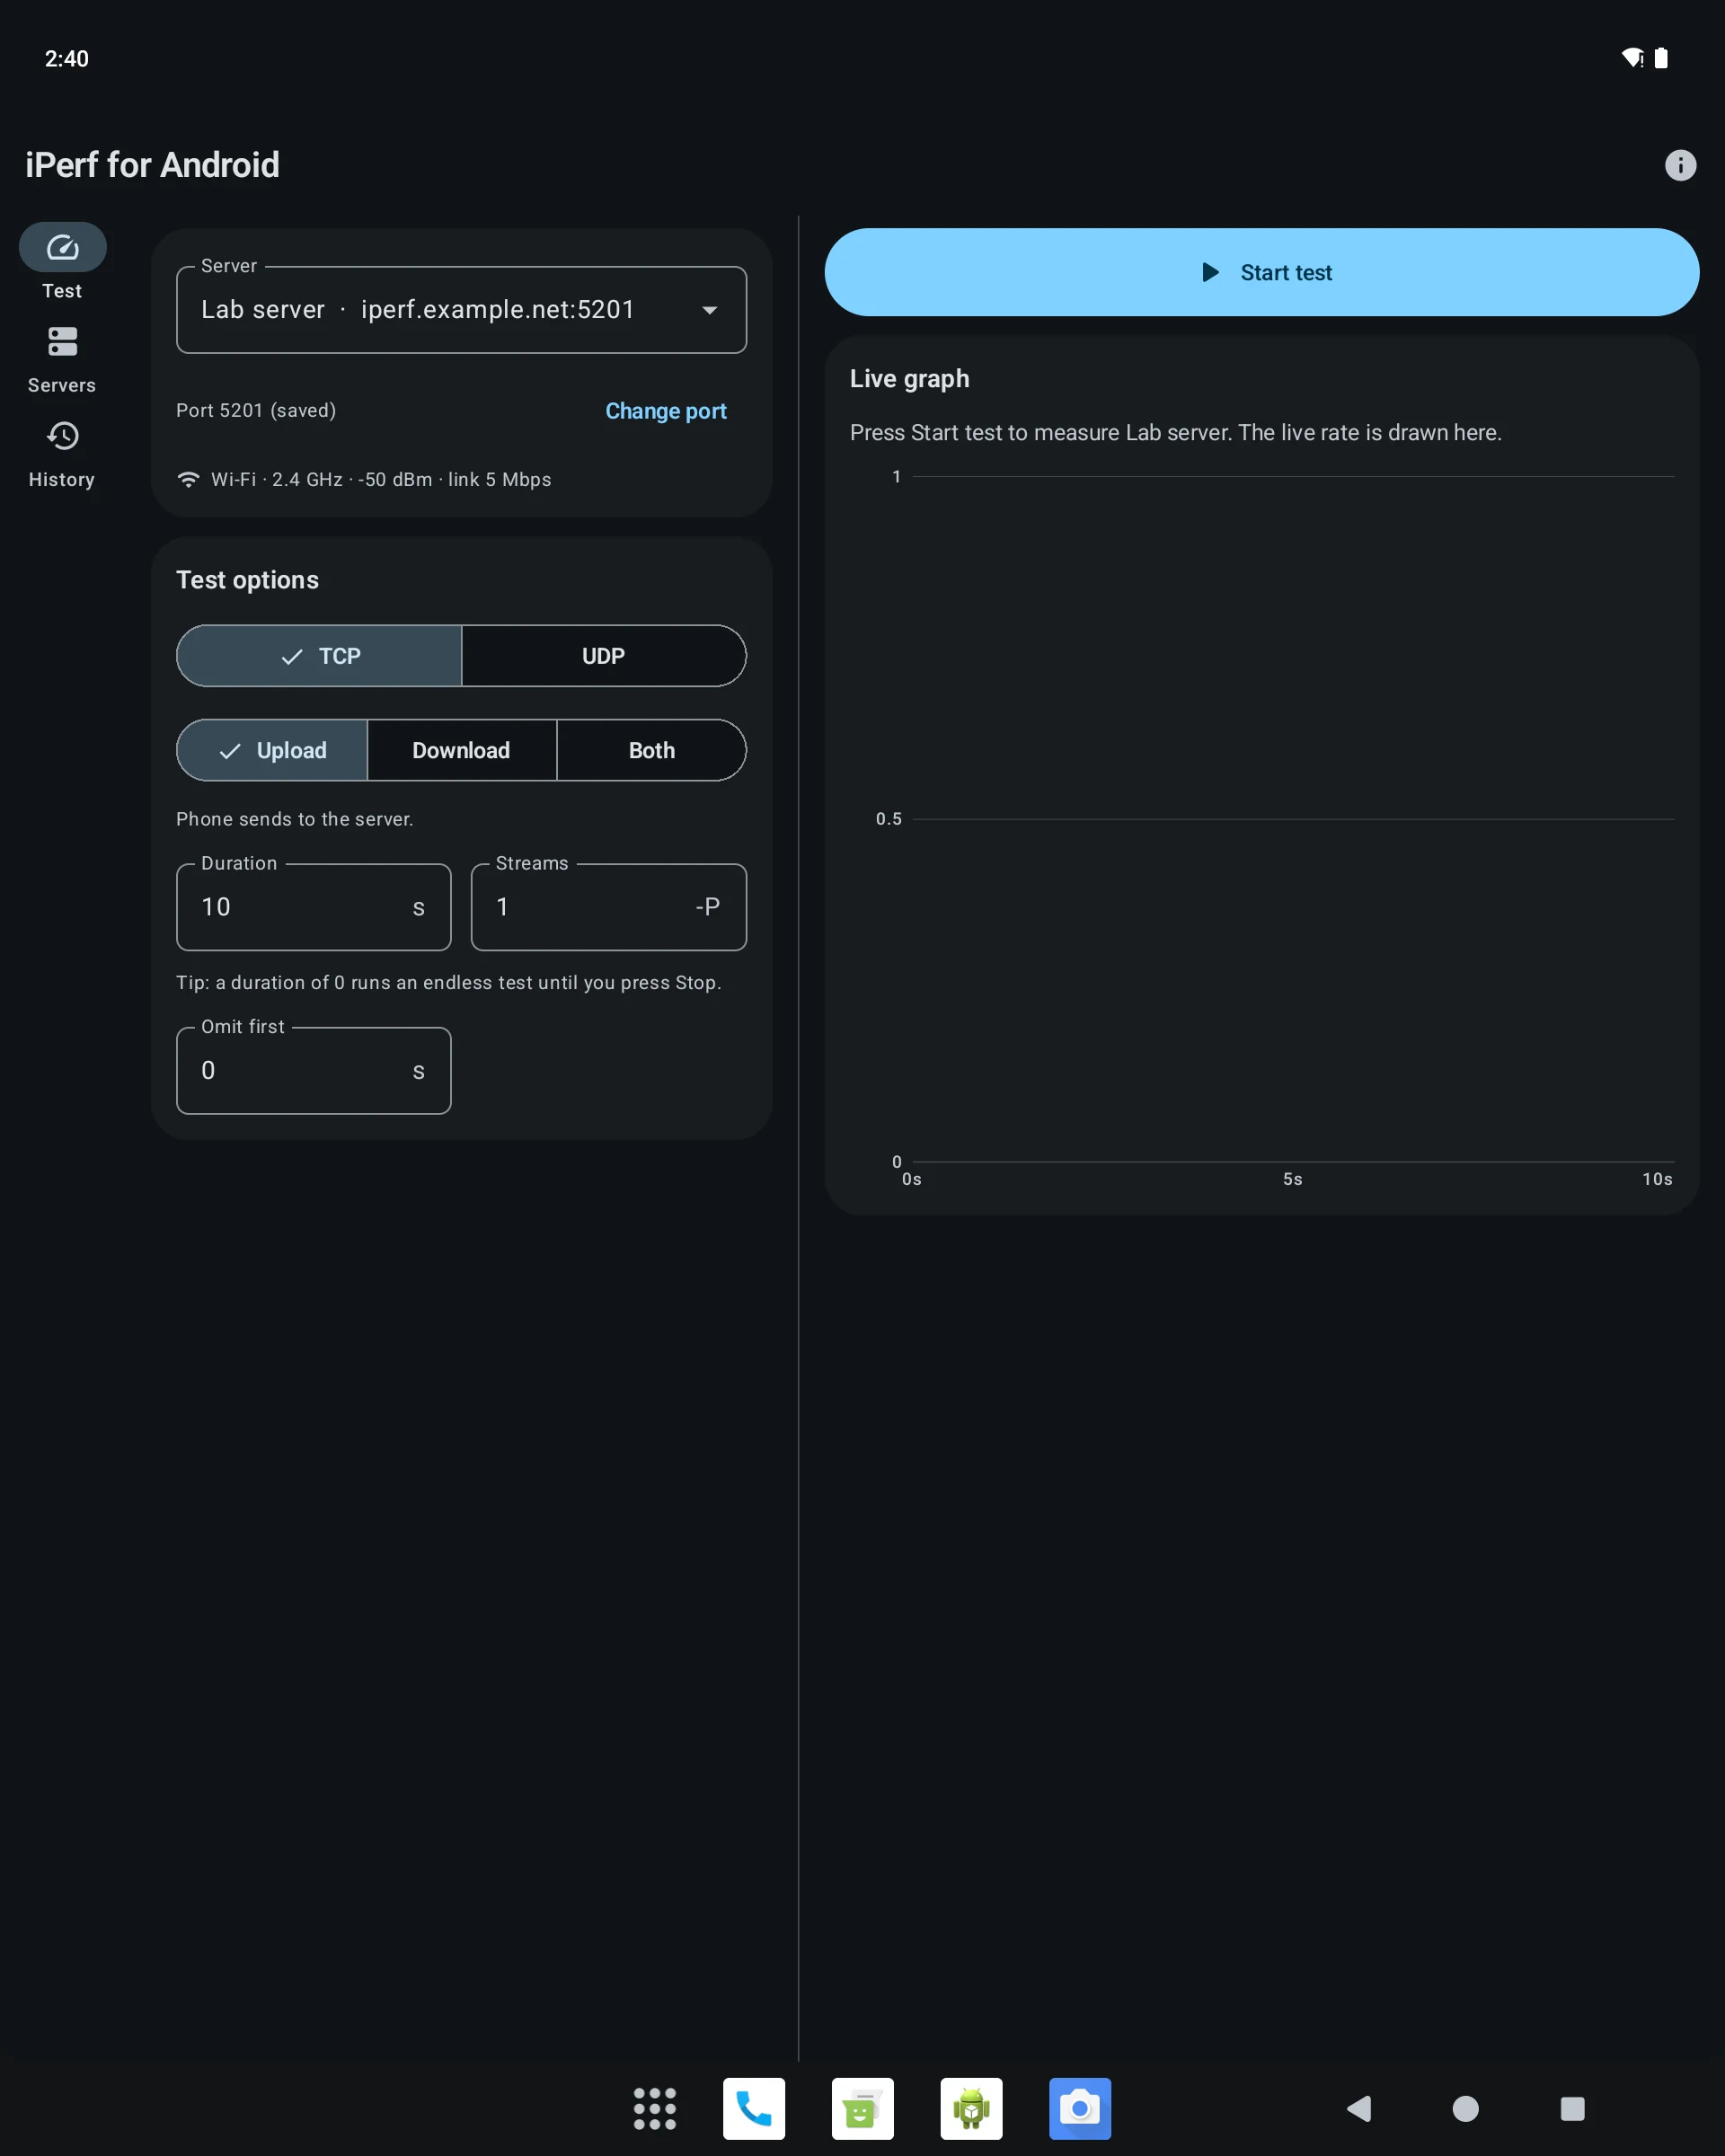 2:40
iPerf for Android
Test
Servers
History
Server
Lab server · iperf.example.net:5201
Port 5201 (saved)
Change port
Wi-Fi · 2.4 GHz · -50 dBm · link 5 Mbps
Test options
TCP
UDP
Upload
Download
Both
Phone sends to the server.
Duration
10 s
Streams
1 -P
Tip: a duration of 0 runs an endless test until you press Stop.
Omit first
0 s
Start test
Live graph
Press Start test to measure Lab server. The live rate is drawn here.
1
0.5
0
0s 5s 10s